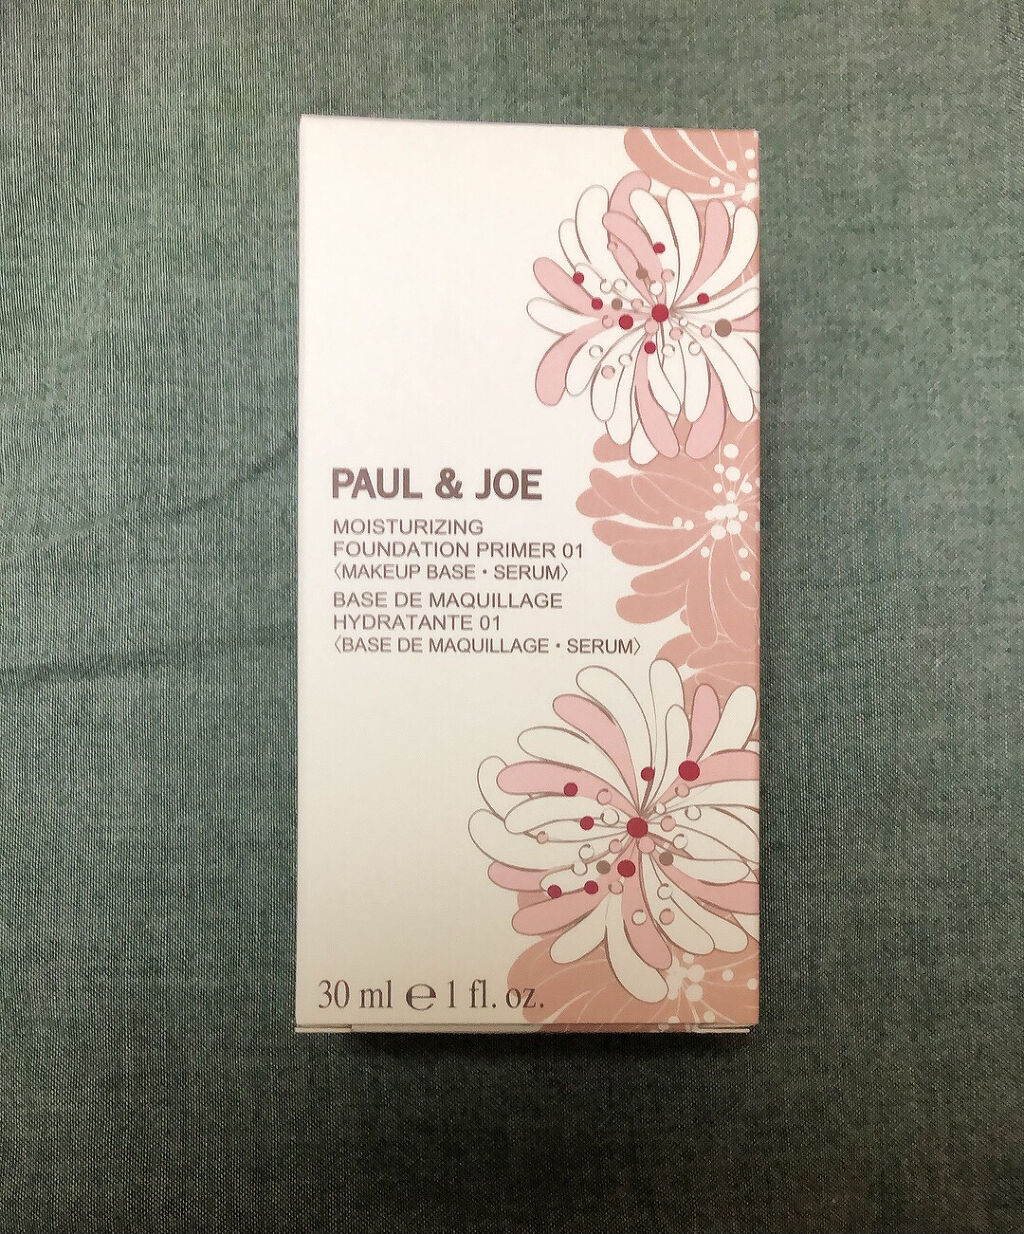 PAUL & JOE
MOISTURIZING
FOUNDATION PRIMER 01
〈MAKEUP BASE・SERUM〉
BASE DE MAQUILLAGE
HYDRATANTE 01
〈BASE DE MAQUILLAGE・SERUM〉
30 ml ℮ 1 fl. oz.